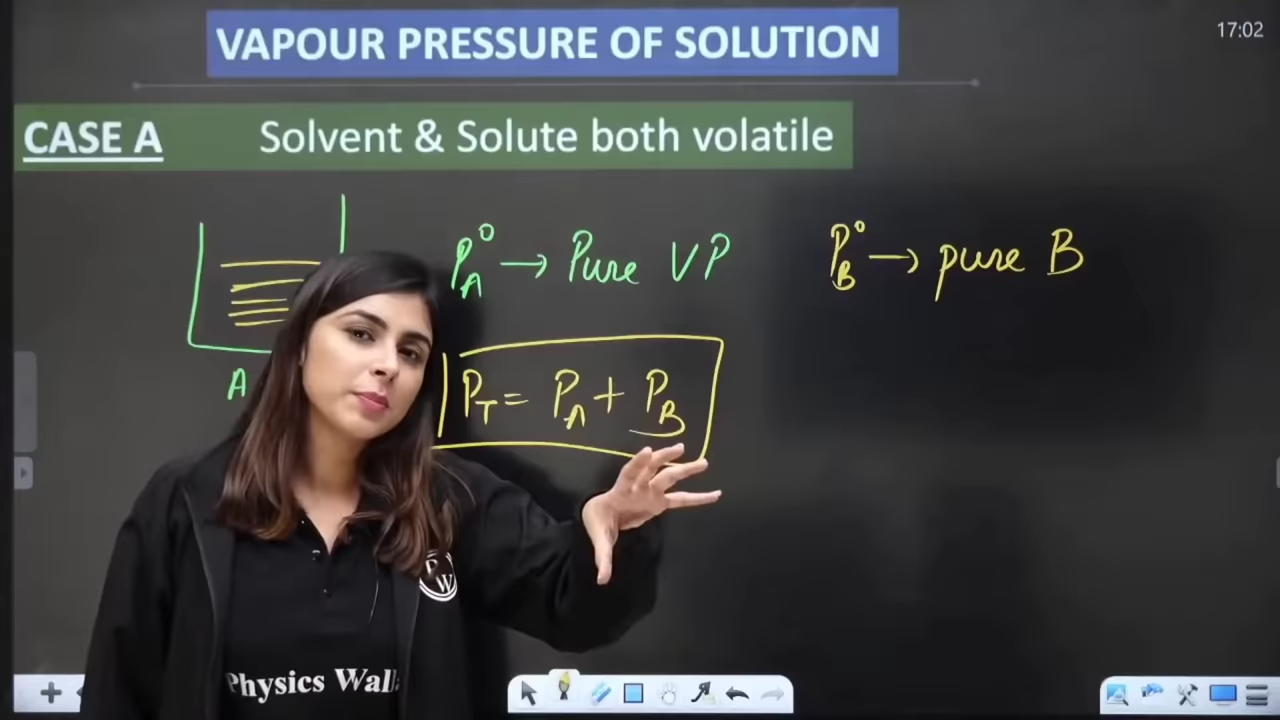 17:02
VAPOUR PRESSURE OF SOLUTION
CASE A Solvent & Solute both volatile
P°A → Pure VP
P°B → pure B
A
PT = PA + PB
PW
Physics Wall